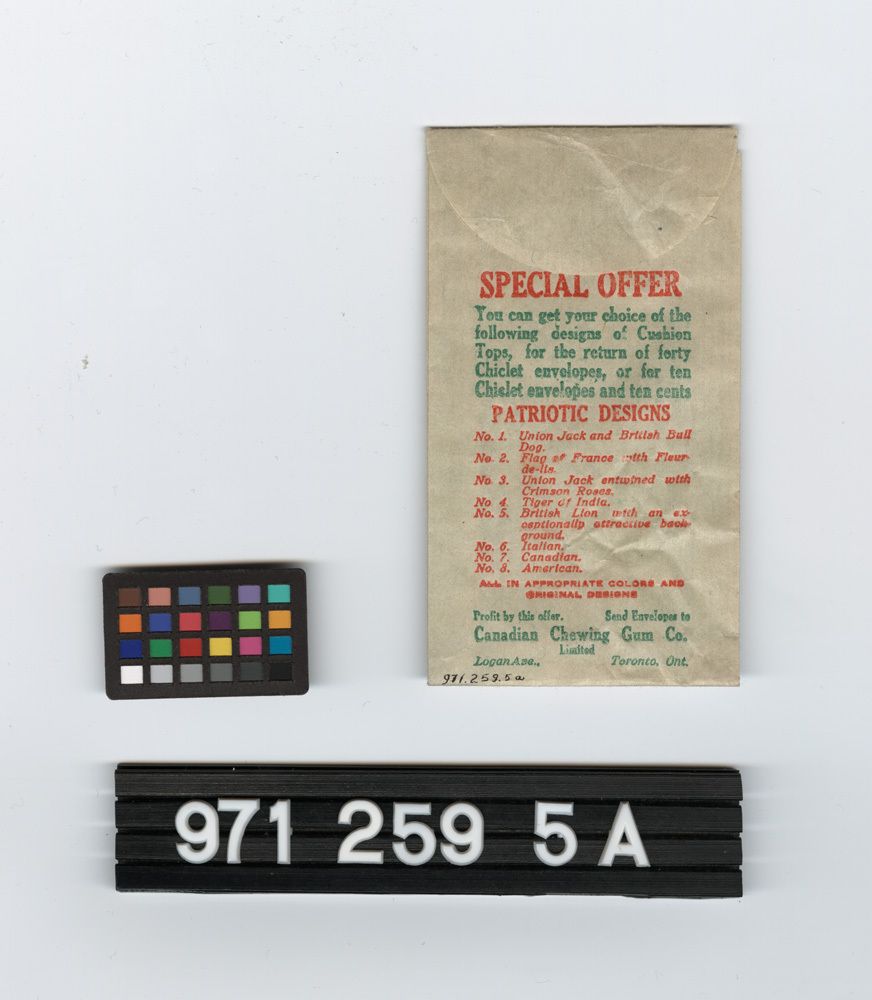 SPECIAL OFFER
You can get your choice of the
following designs of Cushion
Tops, for the return of forty
Chiclet envelopes, or for ten
Chiclet envelopes and ten cents
PATRIOTIC DESIGNS
No. 1. Union Jack and British Bull
Dog.
No. 2. Flag of France with Fleur-
de-lis.
No. 3. Union Jack entwined with
Crimson Roses.
No. 4. Tiger of India.
No. 5. British Lion with an ex-
ceptionally attractive back-
ground.
No. 6. Italian.
No. 7. Canadian.
No. 8. American.
ALL IN APPROPRIATE COLORS AND
ORIGINAL DESIGNS
Profit by this offer. Send Envelopes to
Canadian Chewing Gum Co.
Limited
Logan Ave., Toronto, Ont.
971.259.5a
971 259 5A